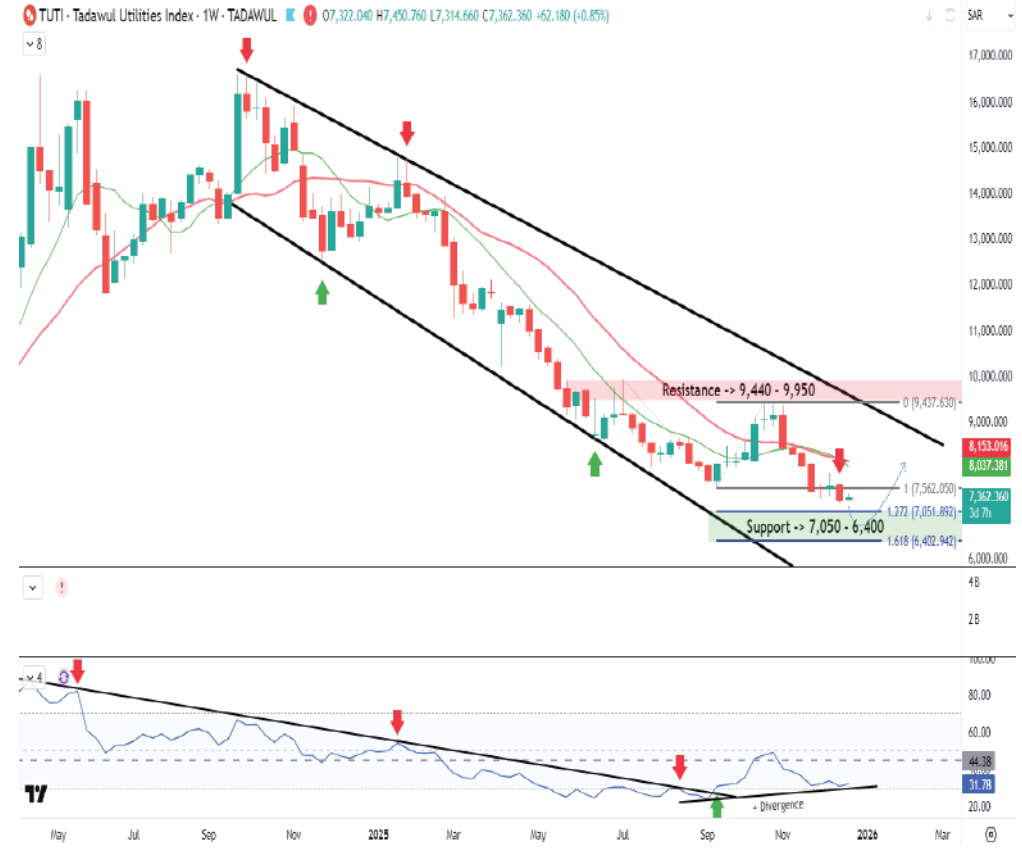 TUTI · Tadawul Utilities Index · 1W · TADAWUL O7,322.040 H7,450.760 L7,314.660 C7,362.360 +62.180 (+0.85%)
SAR
8
17,000.000
16,000.000
15,000.000
14,000.000
13,000.000
12,000.000
11,000.000
10,000.000
Resistance -> 9,440 - 9,950
0 (9,437.630)
9,000.000
8,153.016
8,037.381
1 (7,562.050)
7,362.360
3d 7h
1.272 (7,051.892)
Support -> 7,050 - 6,400
1.618 (6,402.942)
6,000.000
4B
2B
100.00
4
80.00
60.00
44.38
31.78
20.00
+ Divergence
May Jul Sep Nov 2025 Mar May Jul Sep Nov 2026 Mar